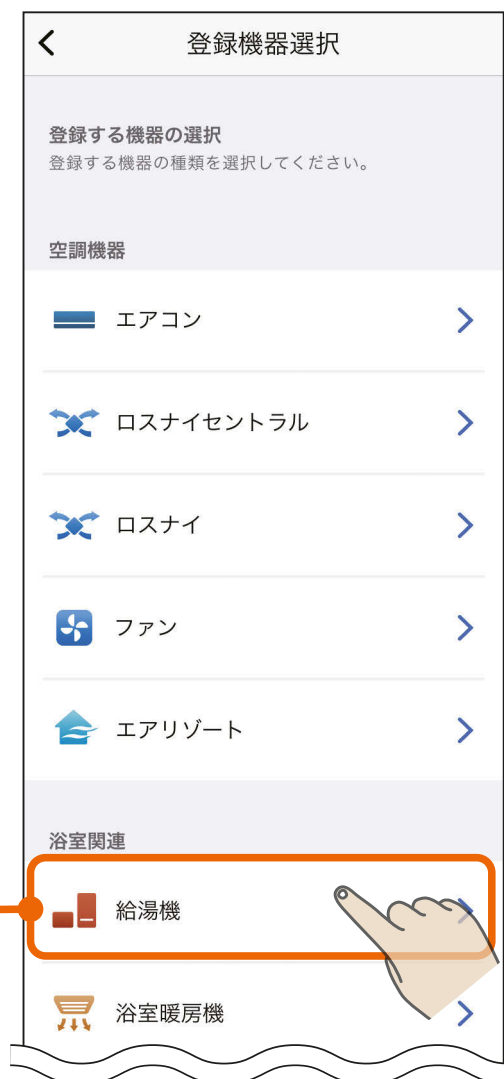 登録機器選択
登録する機器の選択
登録する機器の種類を選択してください。
空調機器
エアコン
ロスナイセントラル
ロスナイ
ファン
エアリゾート
浴室関連
給湯機
浴室暖房機